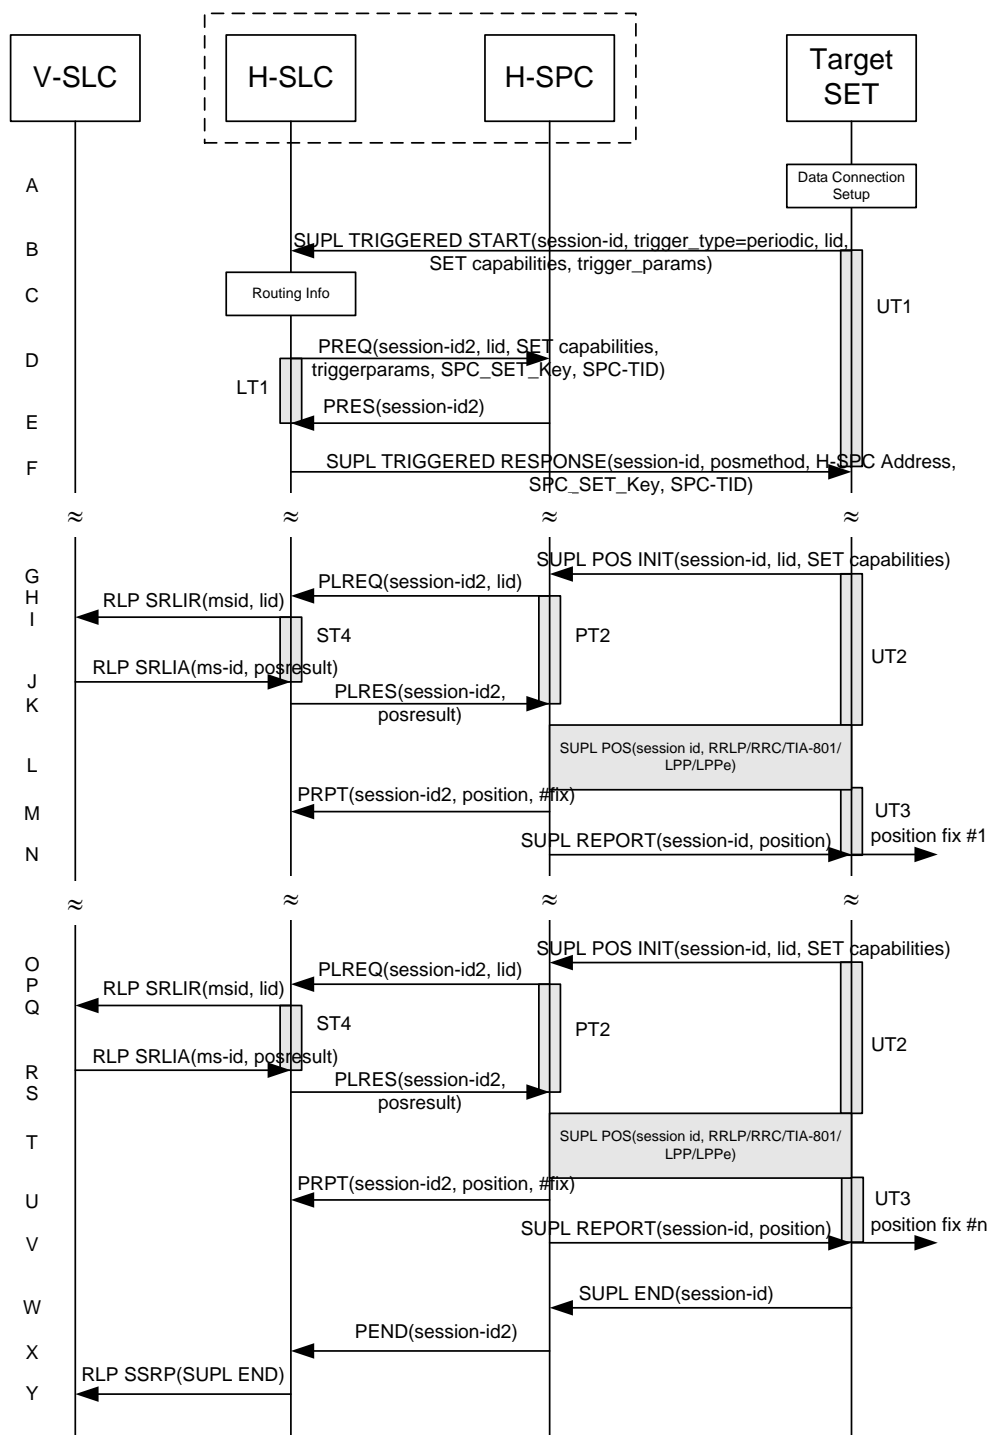 V-SLC
H-SLC
H-SPC
Target
SET
A
Data Connection
Setup
B
SUPL TRIGGERED START(session-id, trigger_type=periodic, lid,
SET capabilities, trigger_params)
C
Routing Info
UT1
D
PREQ(session-id2, lid, SET capabilities,
triggerparams, SPC_SET_Key, SPC-TID)
LT1
E
PRES(session-id2)
F
SUPL TRIGGERED RESPONSE(session-id, posmethod, H-SPC Address,
SPC_SET_Key, SPC-TID)
≈ ≈ ≈ ≈
G
SUPL POS INIT(session-id, lid, SET capabilities)
H
PLREQ(session-id2, lid)
I
RLP SRLIR(msid, lid)
ST4
PT2
UT2
J
RLP SRLIA(ms-id, posresult)
K
PLRES(session-id2,
posresult)
L
SUPL POS(session id, RRLP/RRC/TIA-801/
LPP/LPPe)
M
PRPT(session-id2, position, #fix)
UT3
N
SUPL REPORT(session-id, position)
position fix #1
≈ ≈ ≈ ≈
O
SUPL POS INIT(session-id, lid, SET capabilities)
P
PLREQ(session-id2, lid)
Q
RLP SRLIR(msid, lid)
ST4
PT2
UT2
R
RLP SRLIA(ms-id, posresult)
S
PLRES(session-id2,
posresult)
T
SUPL POS(session id, RRLP/RRC/TIA-801/
LPP/LPPe)
U
PRPT(session-id2, position, #fix)
UT3
V
SUPL REPORT(session-id, position)
position fix #n
W
SUPL END(session-id)
X
PEND(session-id2)
Y
RLP SSRP(SUPL END)